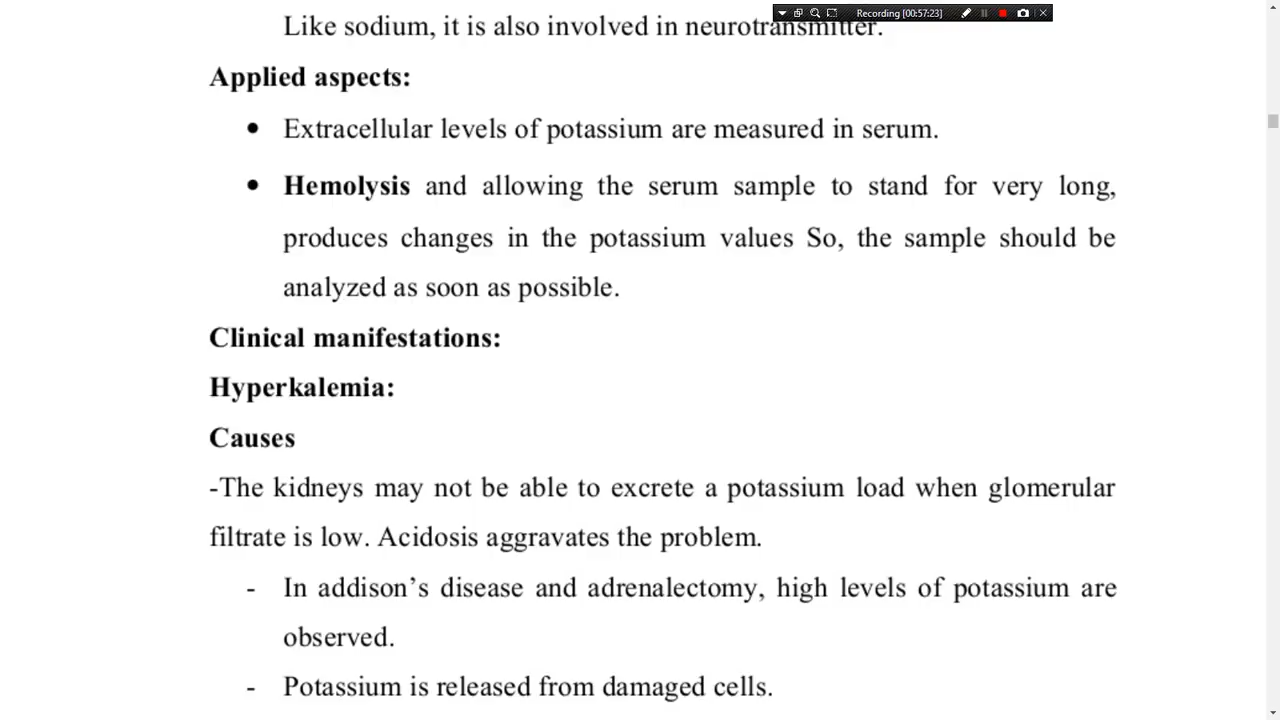 Recording [00:57:23]
Like sodium, it is also involved in neurotransmitter.
Applied aspects:
• Extracellular levels of potassium are measured in serum.
• Hemolysis and allowing the serum sample to stand for very long,
produces changes in the potassium values So, the sample should be
analyzed as soon as possible.
Clinical manifestations:
Hyperkalemia:
Causes
-The kidneys may not be able to excrete a potassium load when glomerular
filtrate is low. Acidosis aggravates the problem.
- In addison’s disease and adrenalectomy, high levels of potassium are
observed.
- Potassium is released from damaged cells.